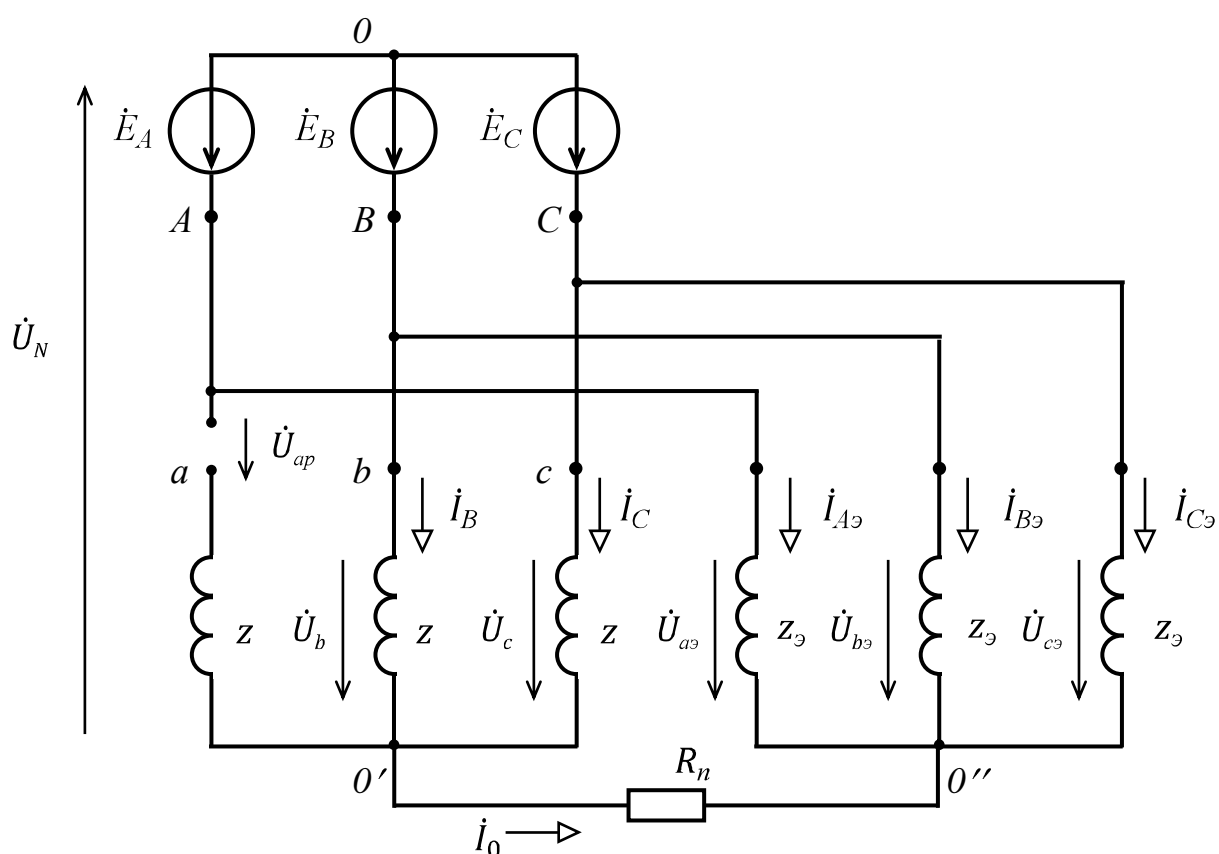 0
Ė_A Ė_B Ė_C
A B C
U̇_N
U̇_ap
a b c
İ_B İ_C İ_Aэ İ_Bэ İ_Cэ
z U̇_b z U̇_c z U̇_aэ z_э U̇_bэ z_э U̇_cэ z_э
0′ R_n 0″
İ_0